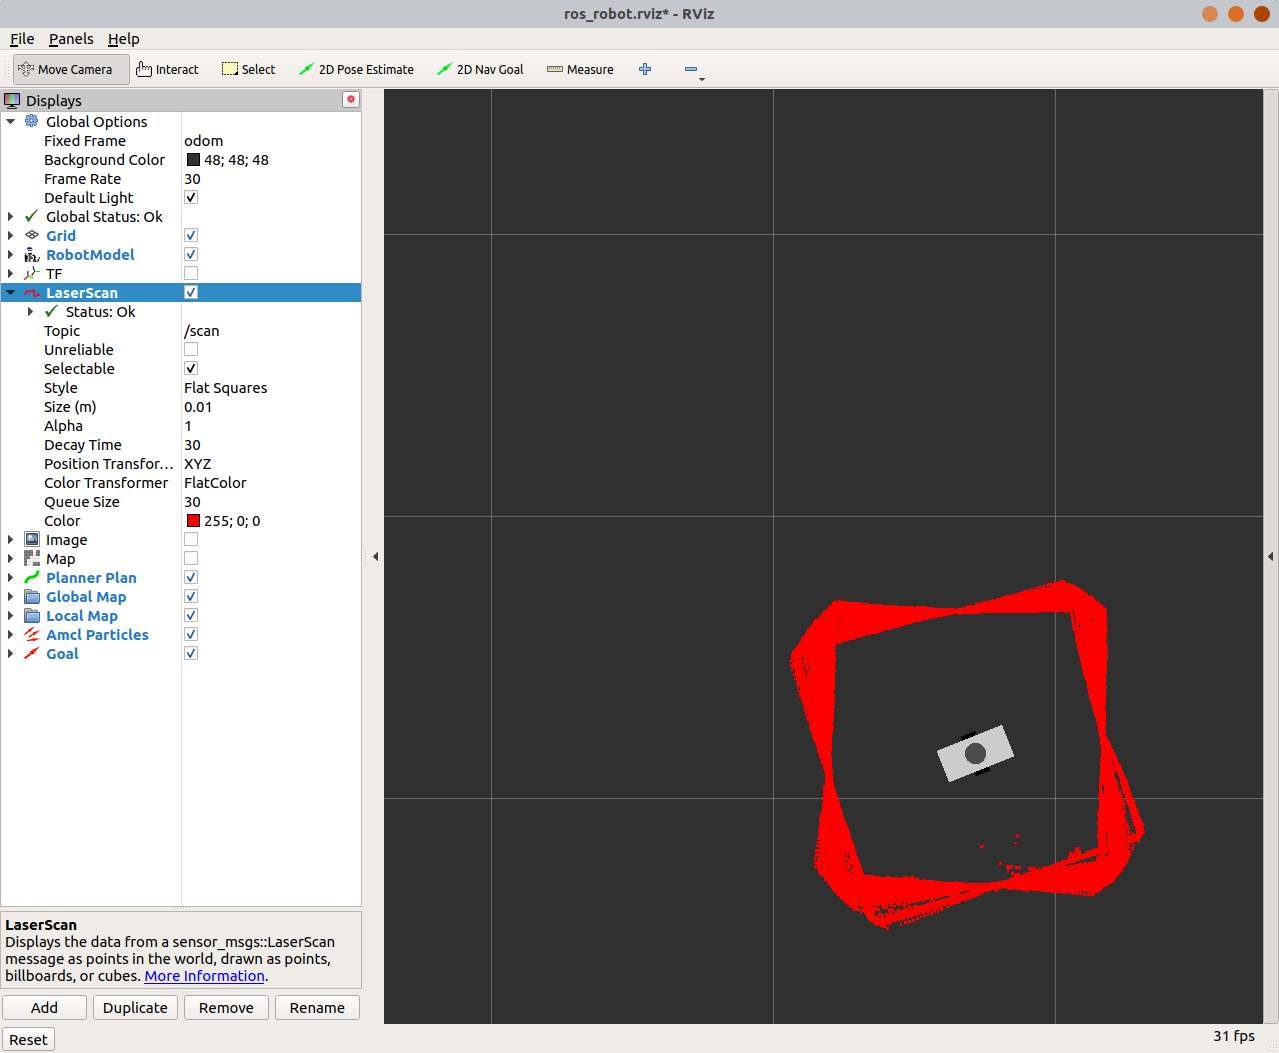 ros_robot.rviz* - RViz
File Panels Help
Move Camera Interact Select 2D Pose Estimate 2D Nav Goal Measure
Displays
Global Options
Fixed Frame odom
Background Color 48; 48; 48
Frame Rate 30
Default Light
Global Status: Ok
Grid
RobotModel
TF
LaserScan
Status: Ok
Topic /scan
Unreliable
Selectable
Style Flat Squares
Size (m) 0.01
Alpha 1
Decay Time 30
Position Transfor... XYZ
Color Transformer FlatColor
Queue Size 30
Color 255; 0; 0
Image
Map
Planner Plan
Global Map
Local Map
Amcl Particles
Goal
LaserScan
Displays the data from a sensor_msgs::LaserScan
message as points in the world, drawn as points,
billboards, or cubes. More Information.
Add Duplicate Remove Rename
Reset 31 fps